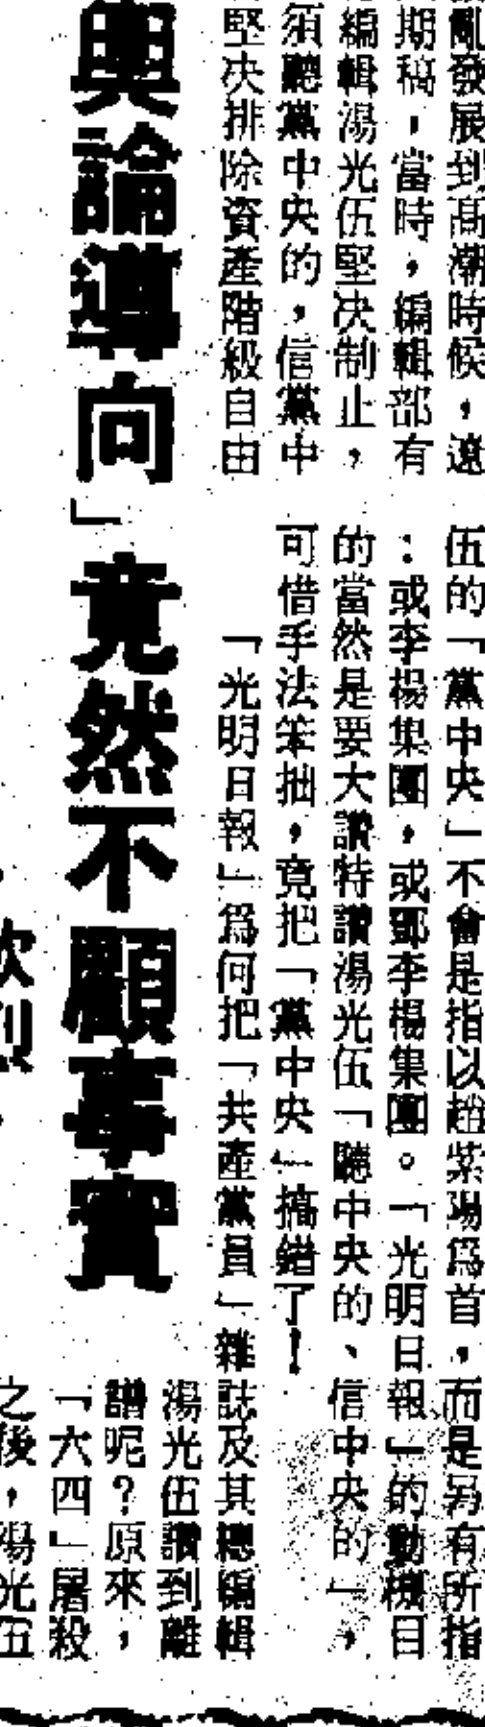 亂發展到高潮時候，遠
期稿，當時，編輯部有
編輯湯光伍堅决制止，
須聽黨中央的，信黨中
堅决排除資產階級自由
伍的「黨中央」不會是指以趙紫陽爲首，而是另有所指
：或李楊集團，或鄧李楊集團。「光明日報」的動機目
的當然是要大讚特讚湯光伍「聽中央的、信中央的」，
可惜手法笨拙，竟把「黨中央」搞錯了！
「光明日報」爲何把「共產黨員」雜誌及其總編輯
湯光伍讚到離
譜呢？原來，
「六四」屠殺
之後，湯光伍
輿論導向」竟然不顧事實